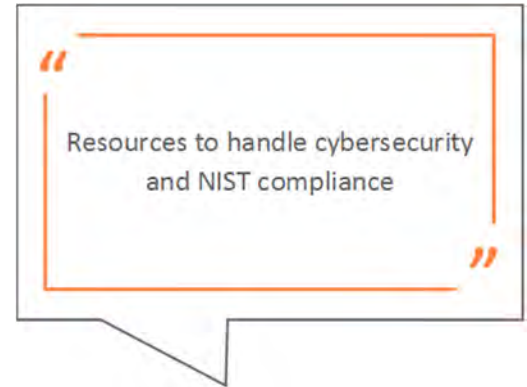 “
Resources to handle cybersecurity
and NIST compliance
”